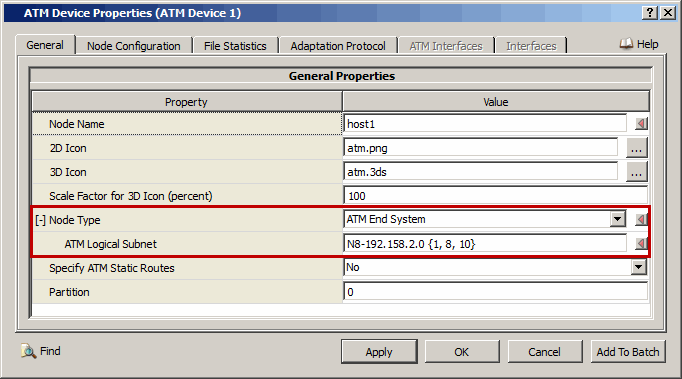 ATM Device Properties (ATM Device 1)
General Node Configuration File Statistics Adaptation Protocol ATM Interfaces Interfaces Help
General Properties
Property Value
Node Name host1
2D Icon atm.png ...
3D Icon atm.3ds ...
Scale Factor for 3D Icon (percent) 100
[-] Node Type ATM End System
ATM Logical Subnet N8-192.158.2.0 {1, 8, 10}
Specify ATM Static Routes No
Partition 0
Find Apply OK Cancel Add To Batch